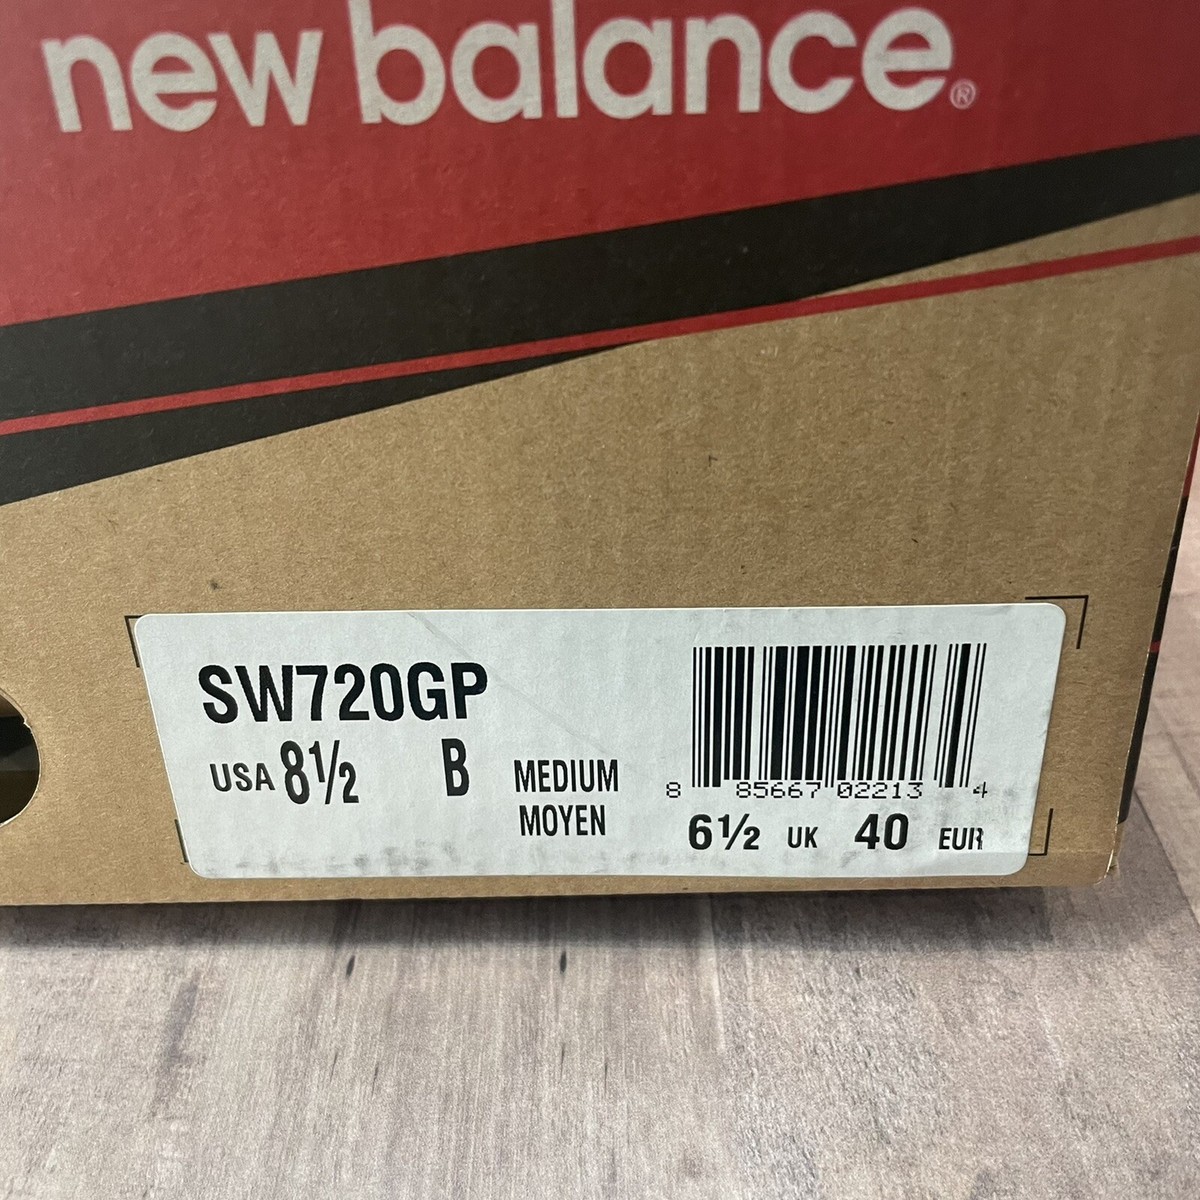 new balance®
SW720GP
USA 8½ B MEDIUM
MOYEN
8 85667 02213 4
6½ UK 40 EUR